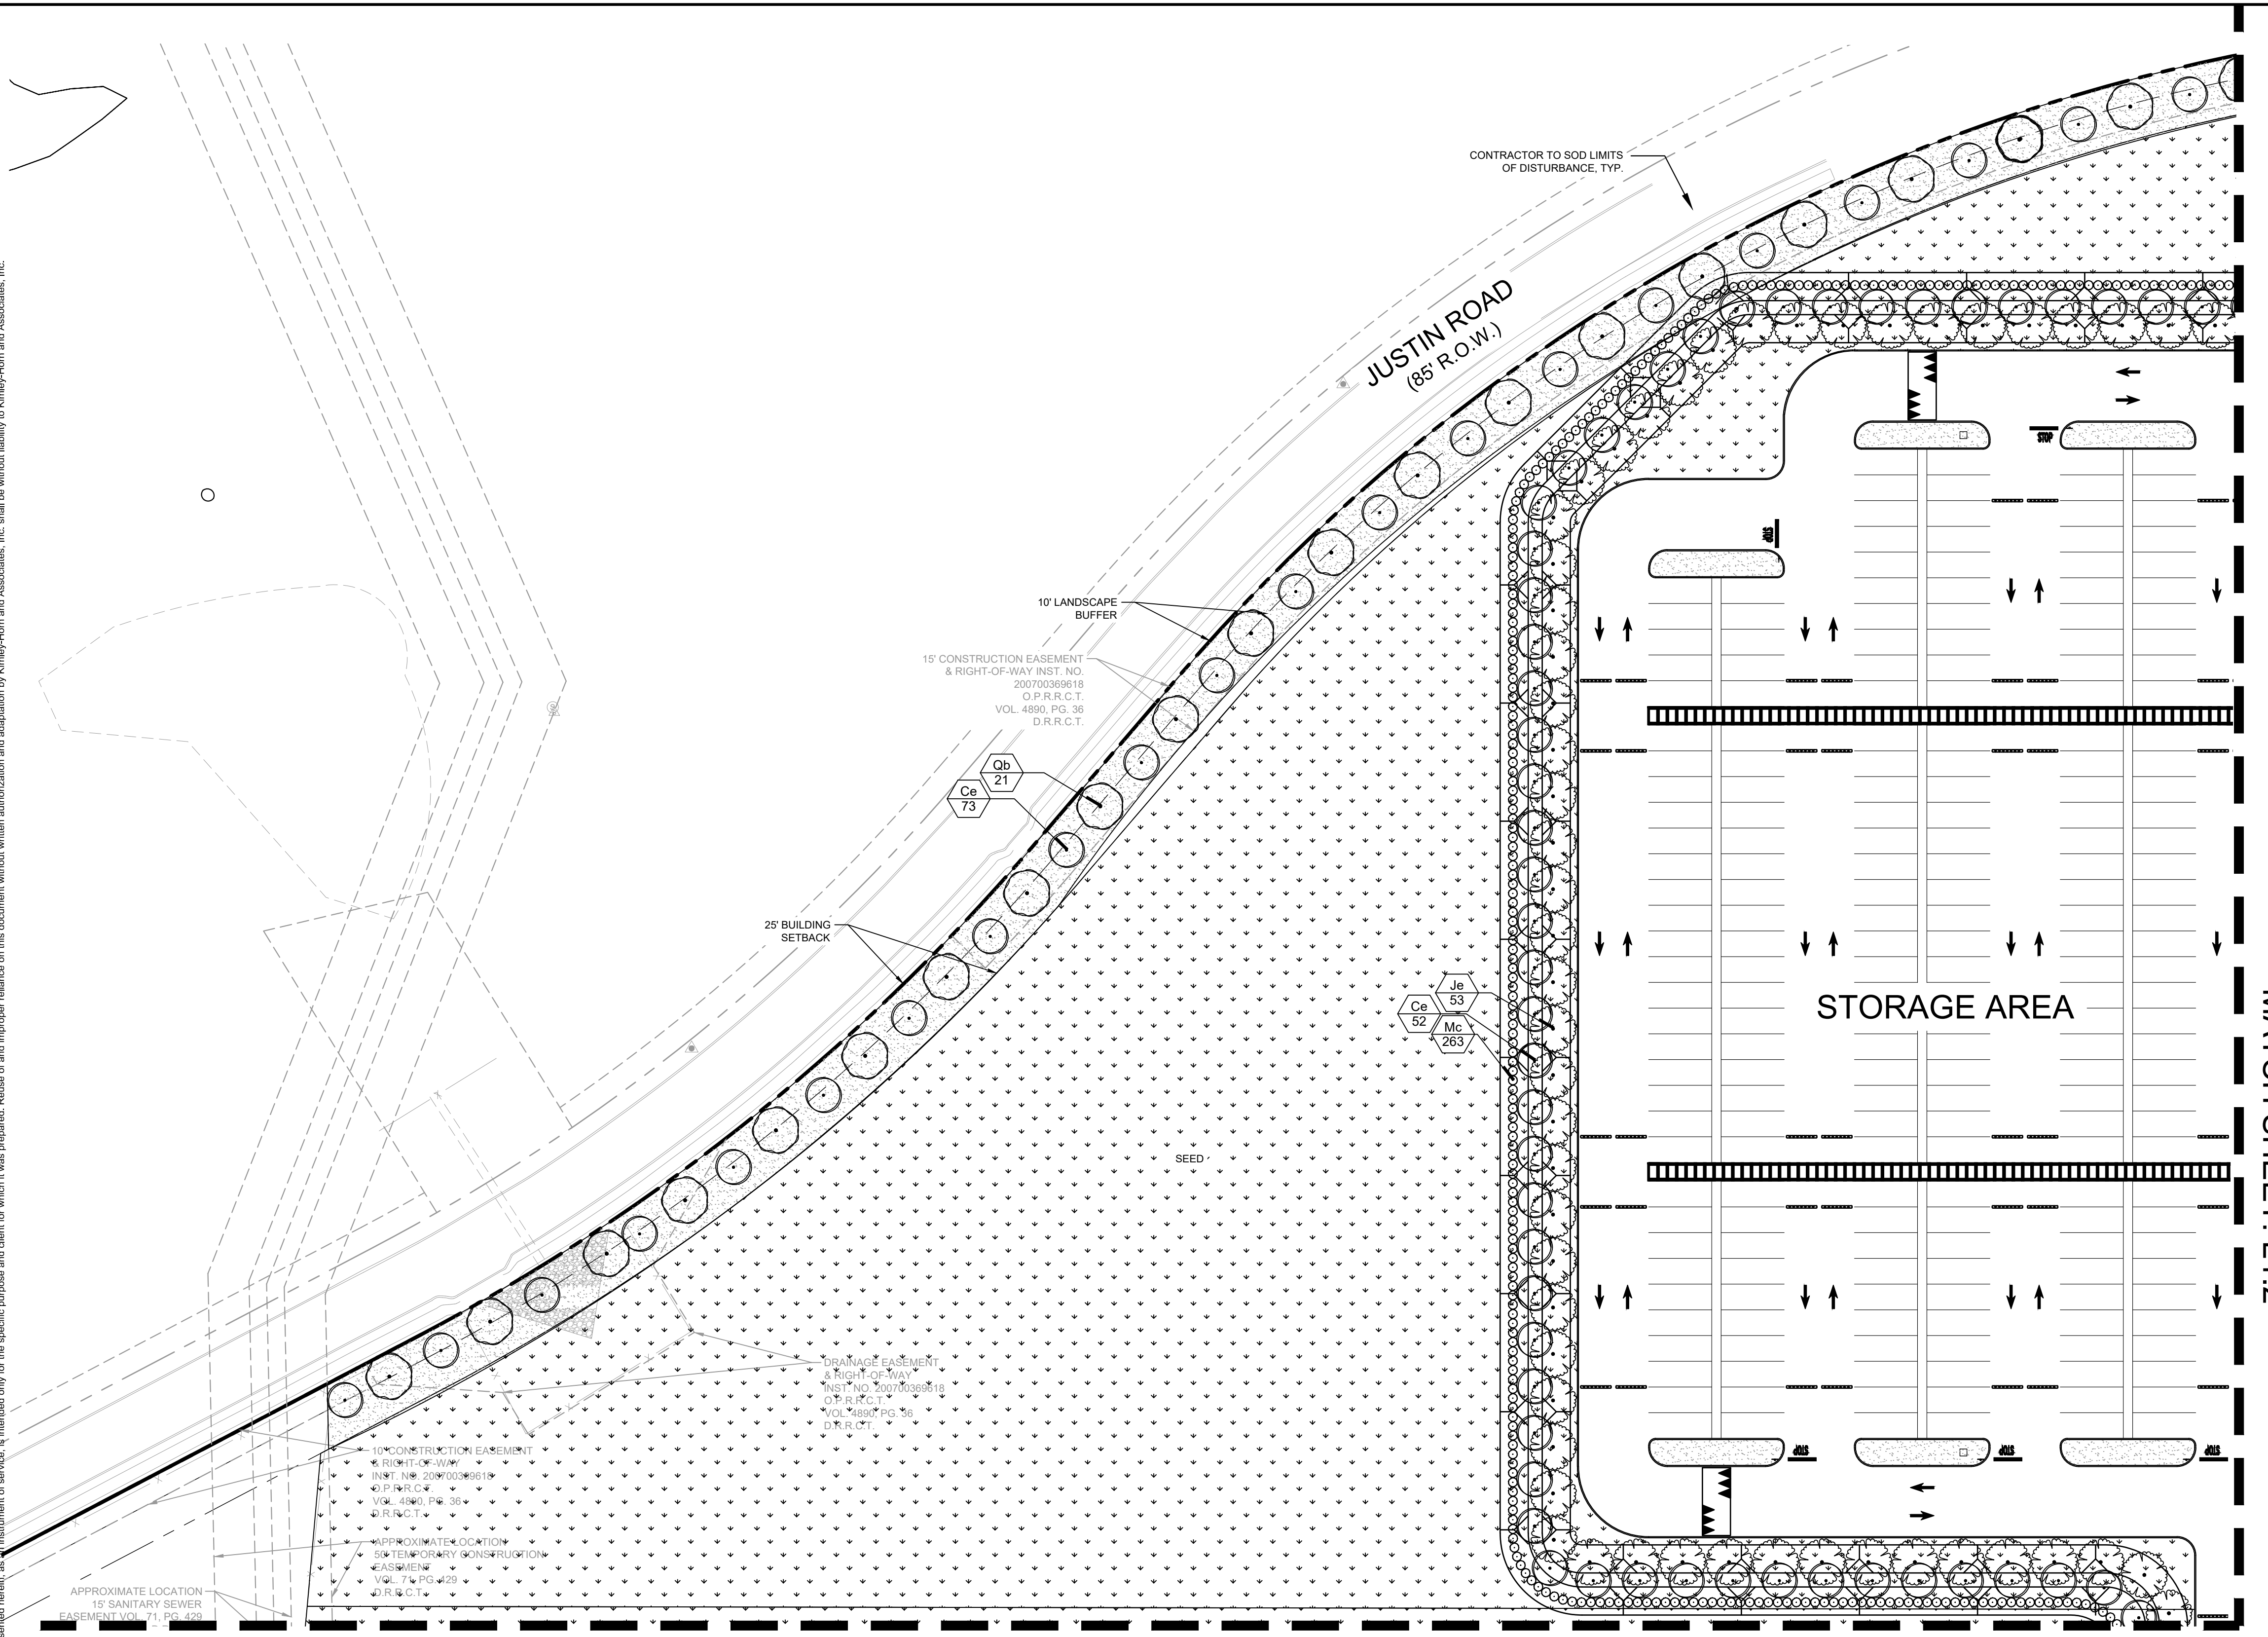 CONTRACTOR TO SOD LIMITS
OF DISTURBANCE, TYP.
JUSTIN ROAD
(85' R.O.W.)
STOP
STOP
10' LANDSCAPE
BUFFER
15' CONSTRUCTION EASEMENT
& RIGHT-OF-WAY INST. NO.
200700369618
O.P.R.R.C.T.
VOL. 4890, PG. 36
D.R.R.C.T.
Qb
21
Ce
73
25' BUILDING
SETBACK
Je
53
Ce
52
Mc
263
STORAGE AREA
SEED
DRAINAGE EASEMENT
& RIGHT-OF-WAY
INST. NO. 200700369618
O.P.R.R.C.T.
VOL. 4890, PG. 36
D.R.R.C.T.
10' CONSTRUCTION EASEMENT
& RIGHT-OF-WAY
INST. NO. 200700369618
O.P.R.R.C.T.
VOL. 4890, PG. 36
D.R.R.C.T.
STOP
STOP
STOP
APPROXIMATE LOCATION
50' TEMPORARY CONSTRUCTION
EASEMENT
VOL. 71, PG. 429
D.R.R.C.T.
APPROXIMATE LOCATION
15' SANITARY SEWER
EASEMENT VOL. 71, PG. 429